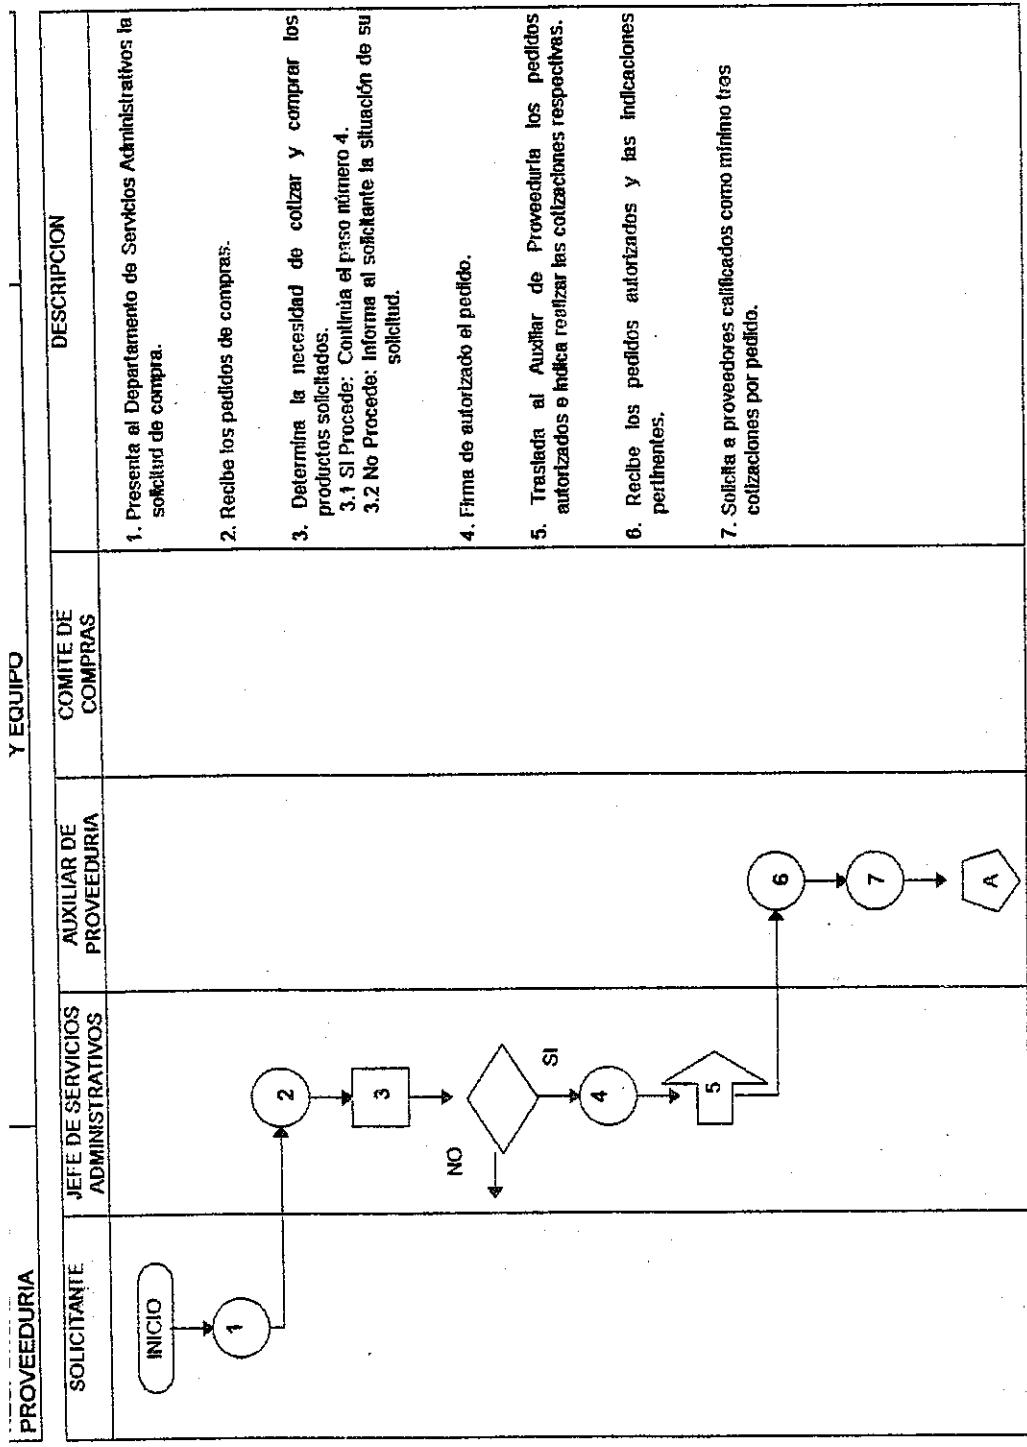 Y EQUIPO
PROVEEDURIA
SOLICITANTE
JEFE DE SERVICIOS
ADMINISTRATIVOS
AUXILIAR DE
PROVEEDURIA
COMITE DE
COMPRAS
DESCRIPCION
INICIO
1
2
3
NO
SI
4
5
6
7
A
1. Presenta al Departamento de Servicios Administrativos la
solicitud de compra.
2. Recibe los pedidos de compras.
3. Determina la necesidad de cotizar y comprar los
productos solicitados.
3.1 Si Procede: Continúa el paso número 4.
3.2 No Procede: Informa al solicitante la situación de su
solicitud.
4. Firma de autorizado el pedido.
5. Traslada al Auxiliar de Proveeduría los pedidos
autorizados e indica realizar las cotizaciones respectivas.
6. Recibe los pedidos autorizados y las indicaciones
pertinentes.
7. Solicita a proveedores calificados como mínimo tres
cotizaciones por pedido.